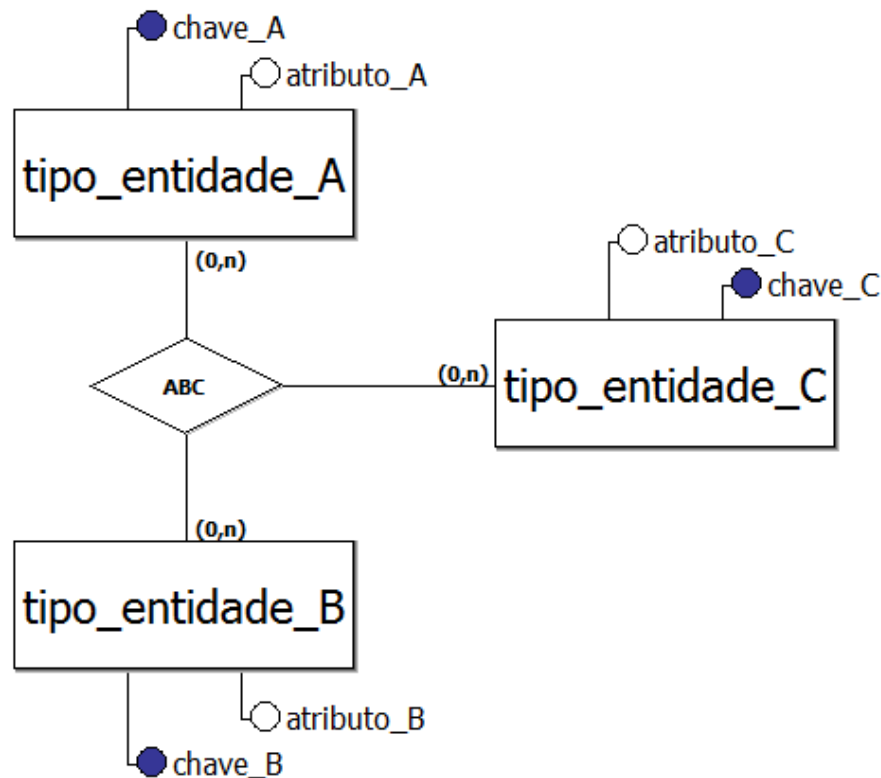 chave_A
atributo_A
tipo_entidade_A
(0,n)
atributo_C
chave_C
ABC
(0,n)
tipo_entidade_C
(0,n)
tipo_entidade_B
atributo_B
chave_B